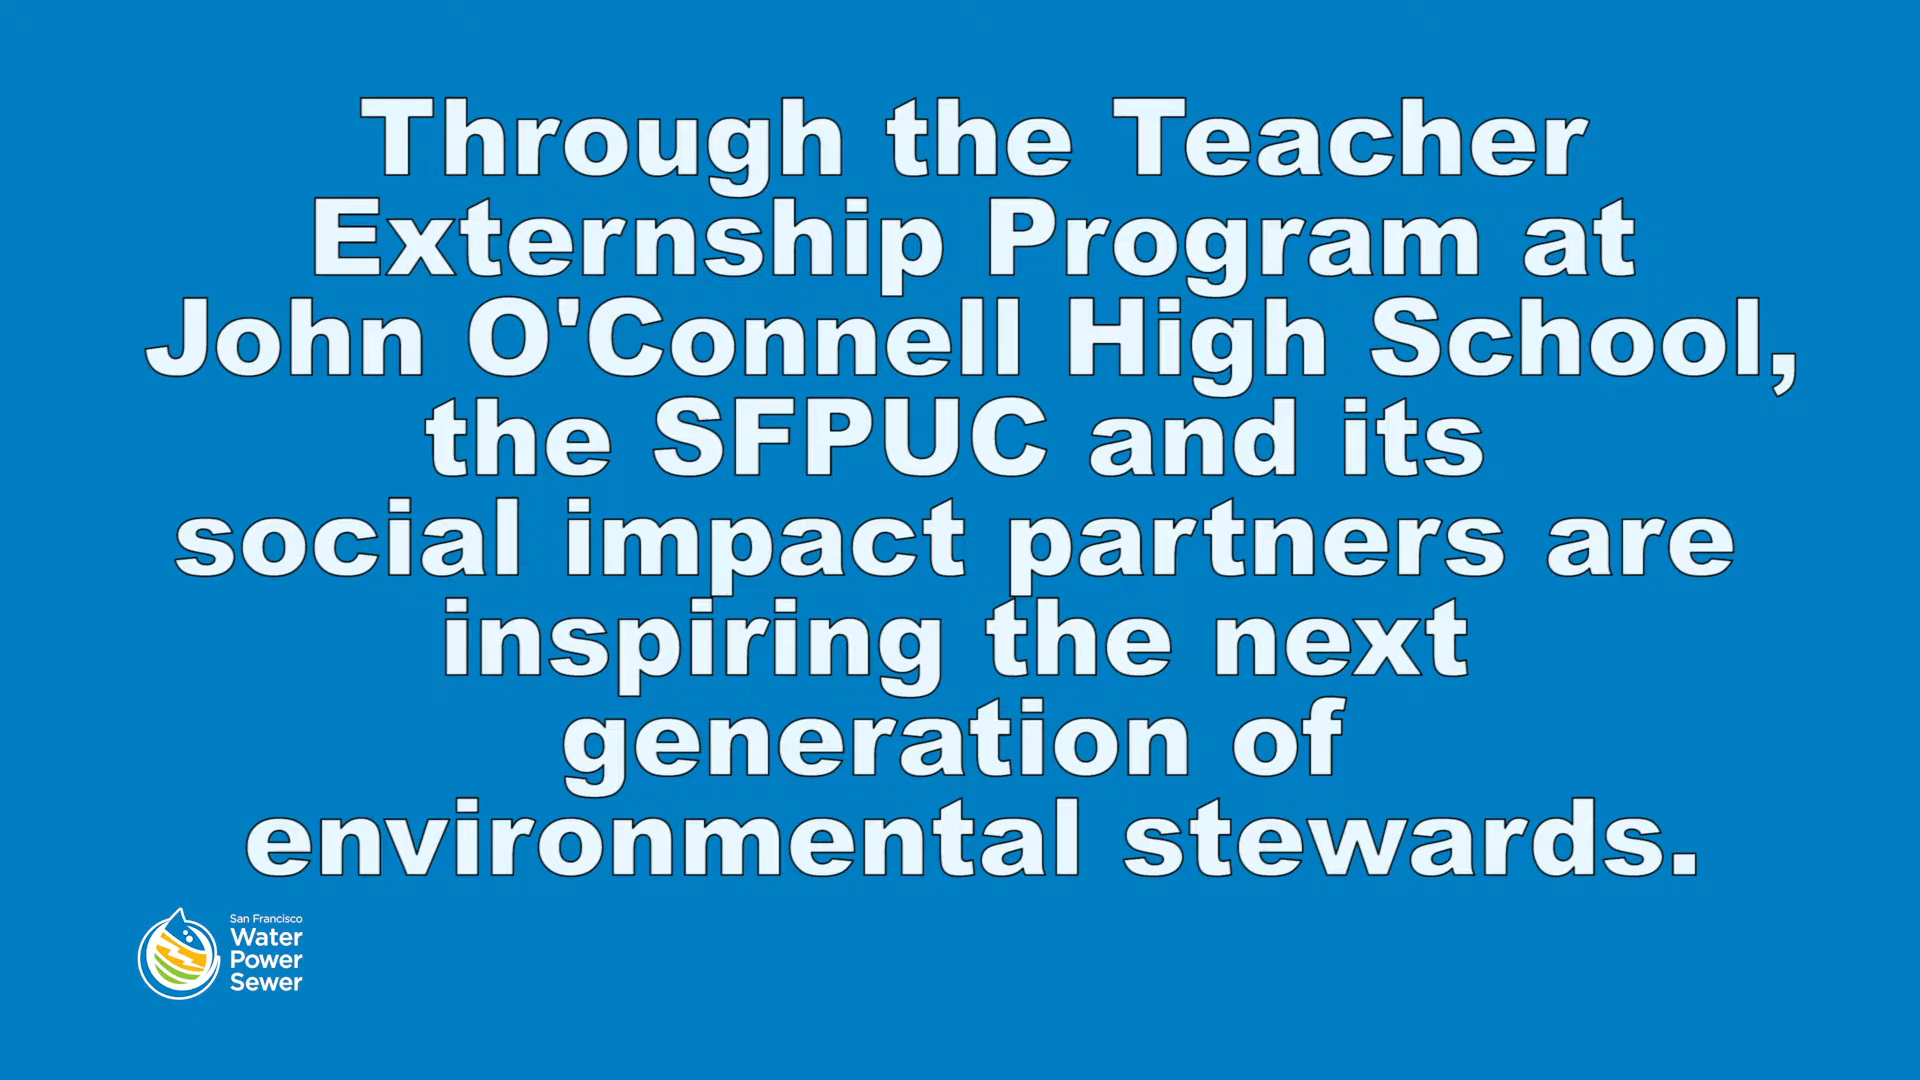 Through the Teacher
Externship Program at
John O'Connell High School,
the SFPUC and its
social impact partners are
inspiring the next
generation of
environmental stewards.
San Francisco
Water
Power
Sewer